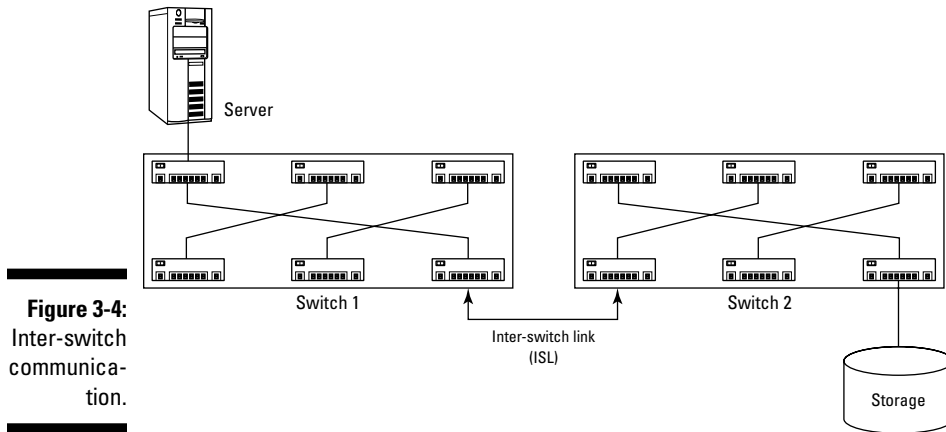 Server
Switch 1
Switch 2
Inter-switch link
(ISL)
Storage
Figure 3-4:
Inter-switch
communica-
tion.